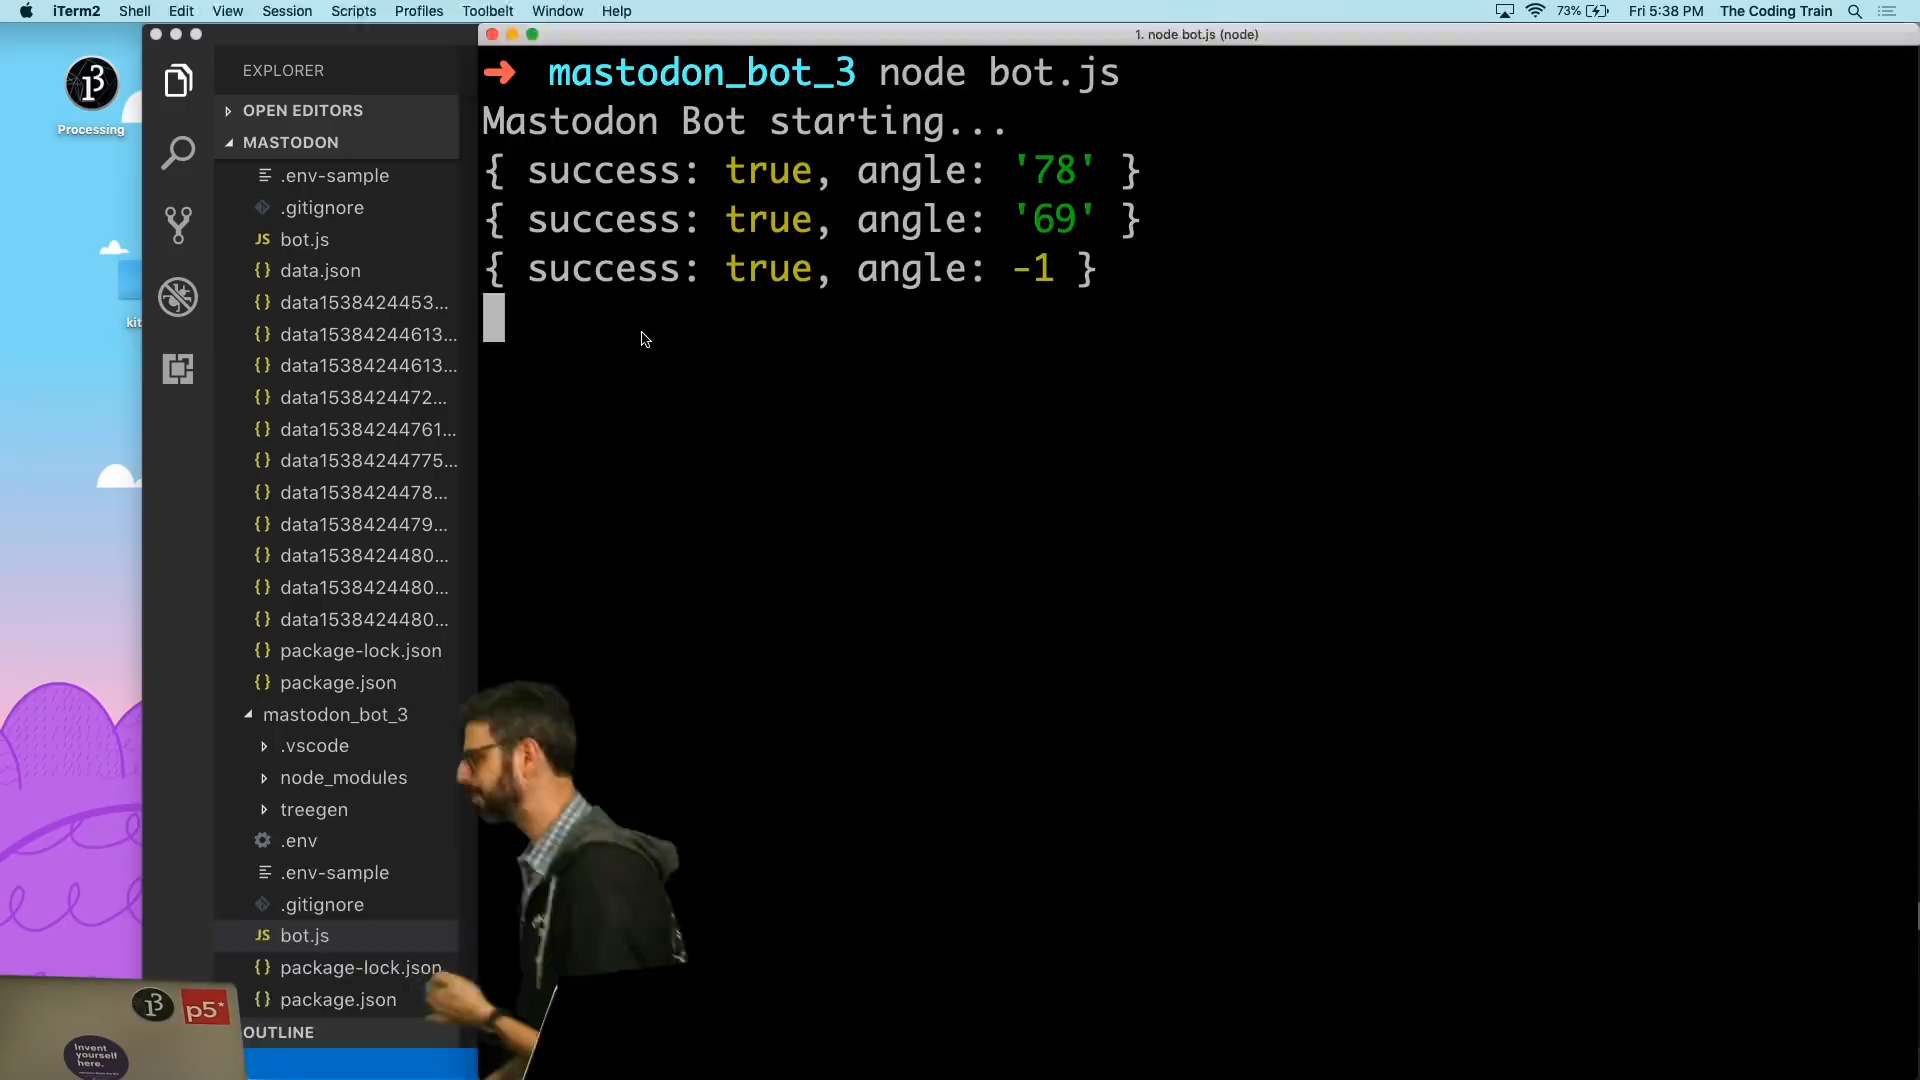 iTerm2 Shell Edit View Session Scripts Profiles Toolbelt Window Help 73% Fri 5:38 PM The Coding Train
1. node bot.js (node)
Processing
kit
EXPLORER
OPEN EDITORS
MASTODON
.env-sample
.gitignore
JS bot.js
{} data.json
{} data1538424453...
{} data15384244613...
{} data15384244613...
{} data1538424472...
{} data15384244761...
{} data15384244775...
{} data1538424478...
{} data1538424479...
{} data1538424480...
{} data1538424480...
{} data1538424480...
{} package-lock.json
{} package.json
mastodon_bot_3
.vscode
node_modules
treegen
.env
.env-sample
.gitignore
JS bot.js
{} package-lock.json
{} package.json
OUTLINE
➜ mastodon_bot_3 node bot.js
Mastodon Bot starting...
{ success: true, angle: '78' }
{ success: true, angle: '69' }
{ success: true, angle: -1 }
p5*
Invent
yourself
here.